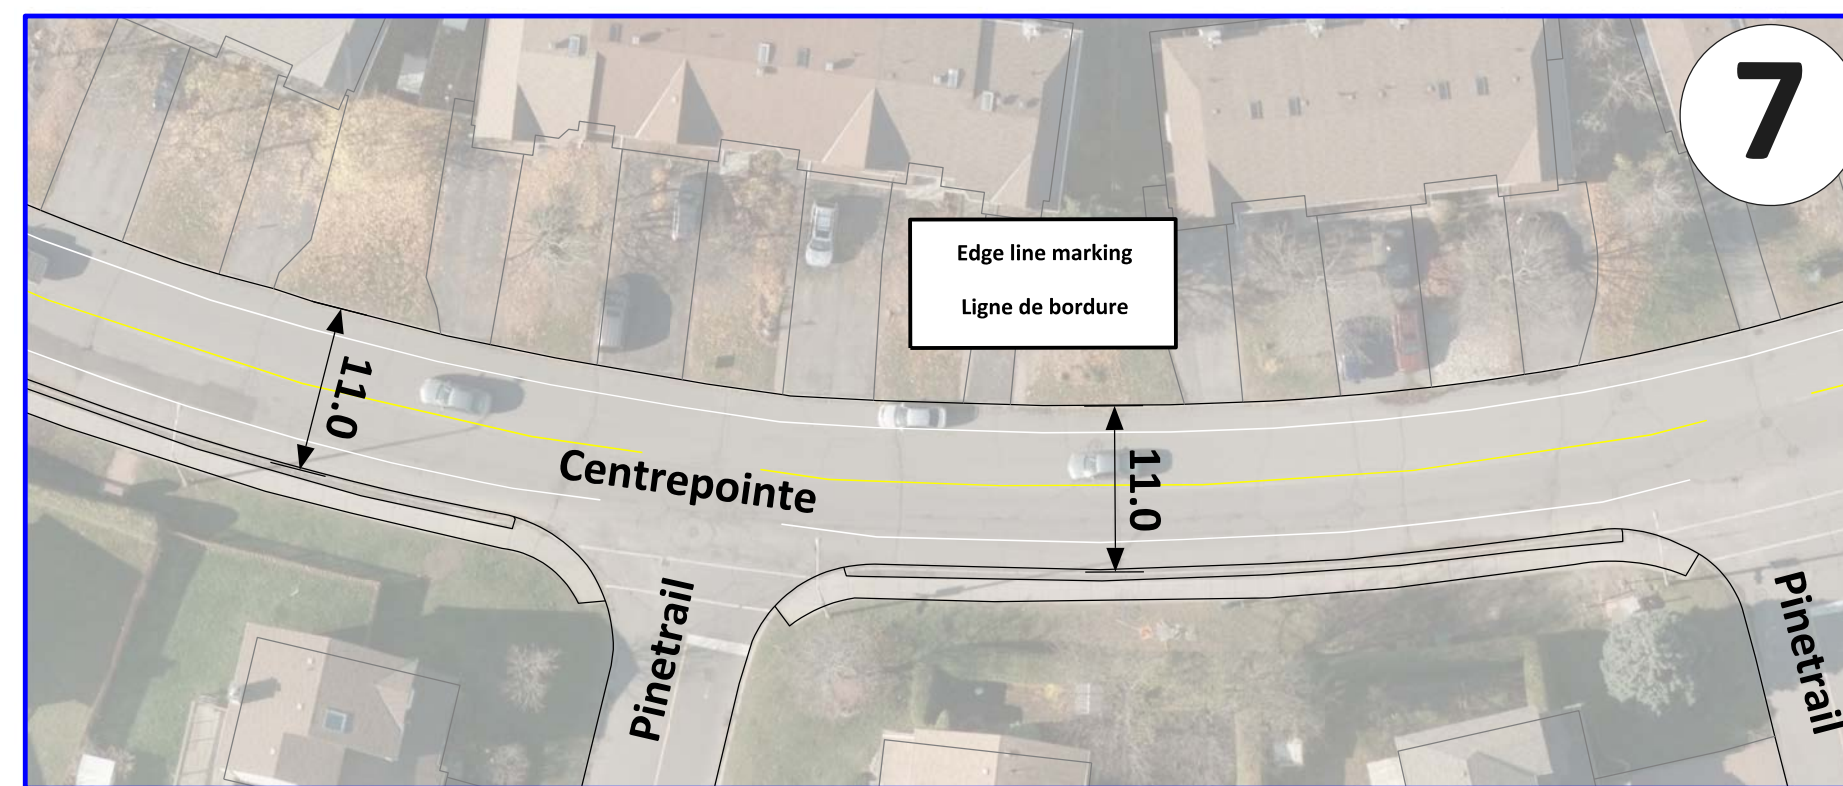 7
Edge line marking
Ligne de bordure
11.0
Centrepointe
11.0
Pinetrail
Pinetrail